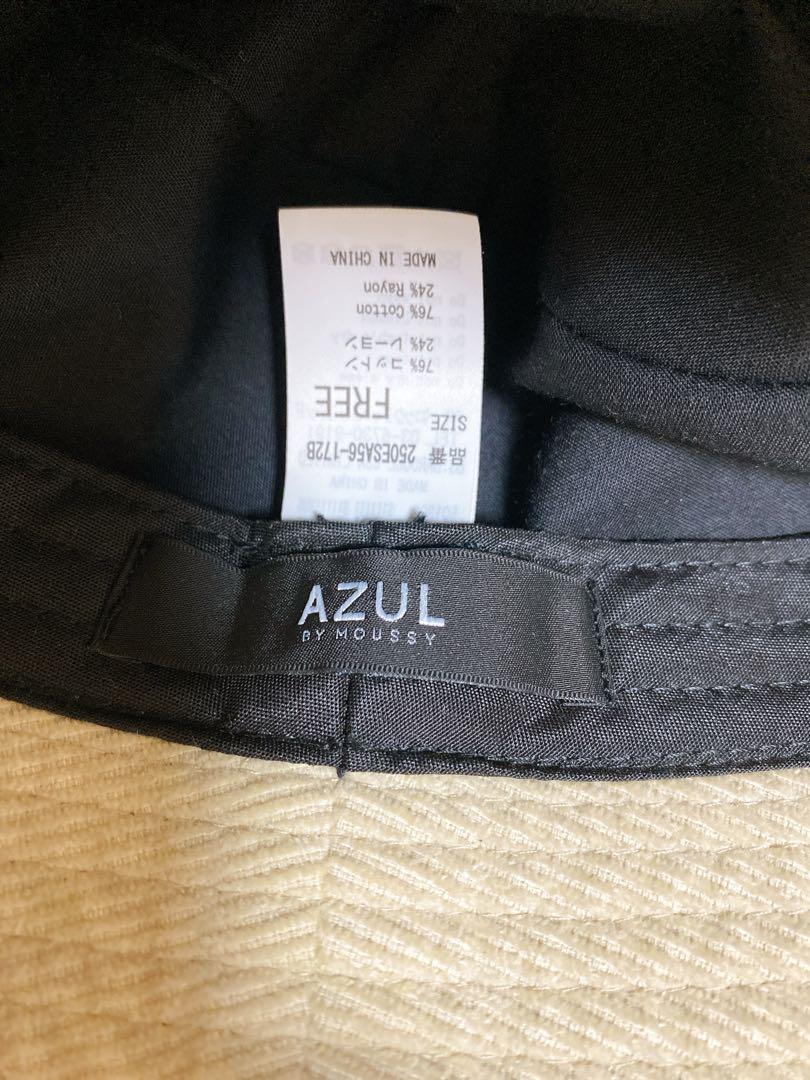 品番 250ESA56-172B
SIZE
FREE
76% コットン
24% レーヨン
76% Cotton
24% Rayon
MADE IN CHINA
AZUL
BY MOUSSY